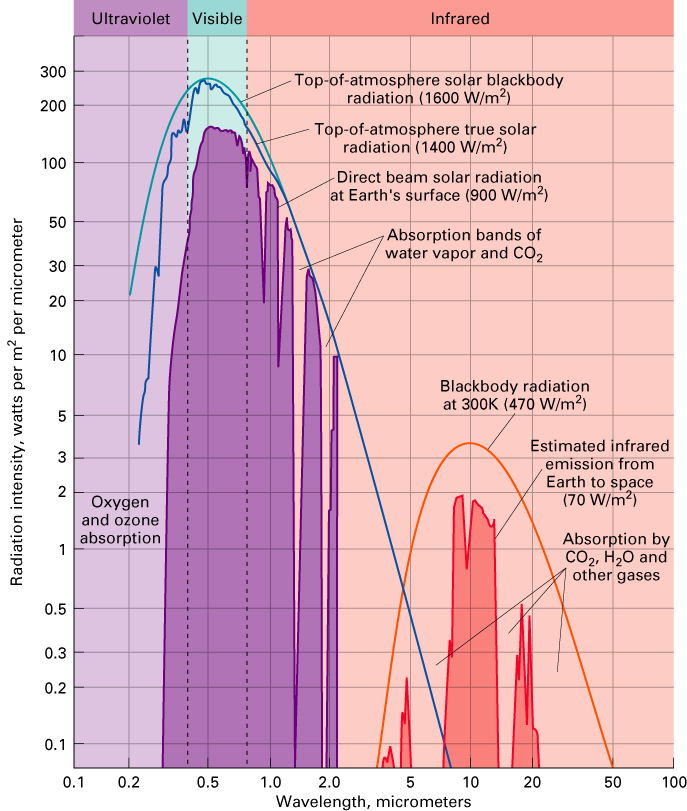 Ultraviolet Visible Infrared
Radiation intensity, watts per m2 per micrometer
300
200
100
50
30
20
10
5
3
2
1
0.5
0.3
0.2
0.1
Top-of-atmosphere solar blackbody
radiation (1600 W/m2)
Top-of-atmosphere true solar
radiation (1400 W/m2)
Direct beam solar radiation
at Earth's surface (900 W/m2)
Absorption bands of
water vapor and CO2
Blackbody radiation
at 300K (470 W/m2)
Estimated infrared
emission from
Earth to space
(70 W/m2)
Oxygen
and ozone
absorption
Absorption by
CO2, H2O and
other gases
0.1 0.2 0.5 1.0 2.0 5 10 20 50 100
Wavelength, micrometers